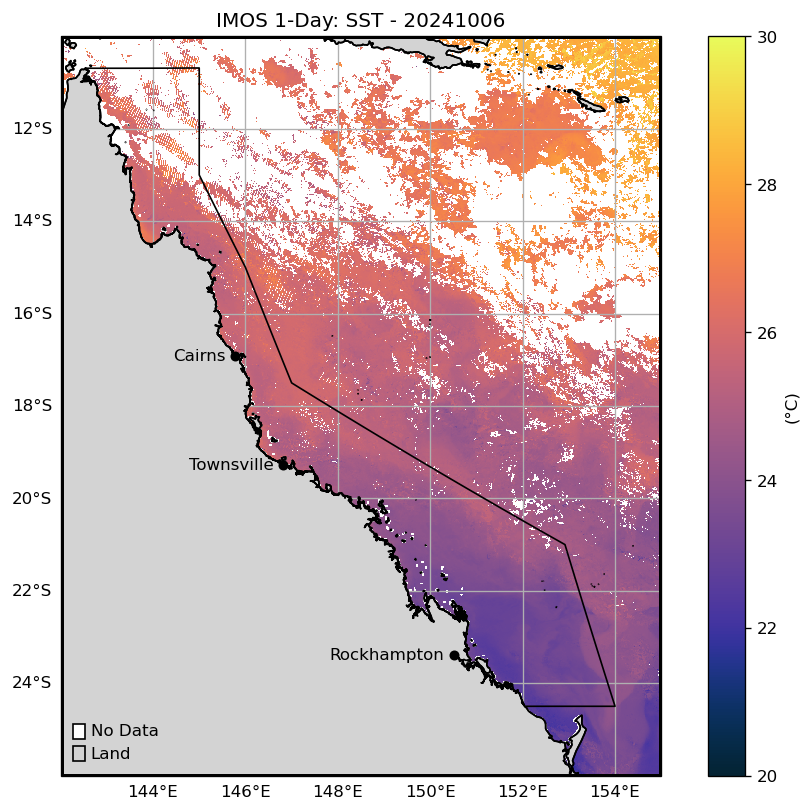 IMOS 1-Day: SST - 20241006
12°S
14°S
16°S
18°S
20°S
22°S
24°S
Cairns
Townsville
Rockhampton
No Data
Land
144°E 146°E 148°E 150°E 152°E 154°E
30
28
26
24
22
20
(°C)